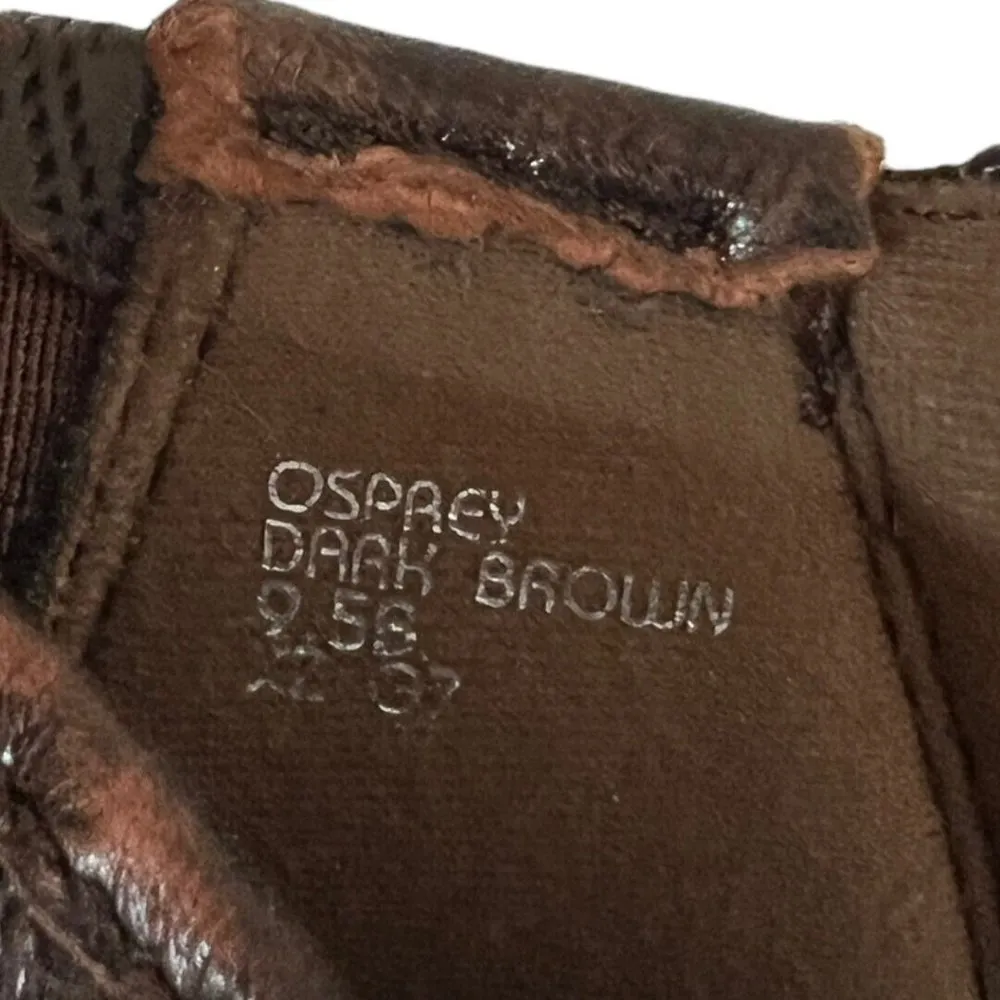 OSPREY
DARK BROWN
9.5B
37